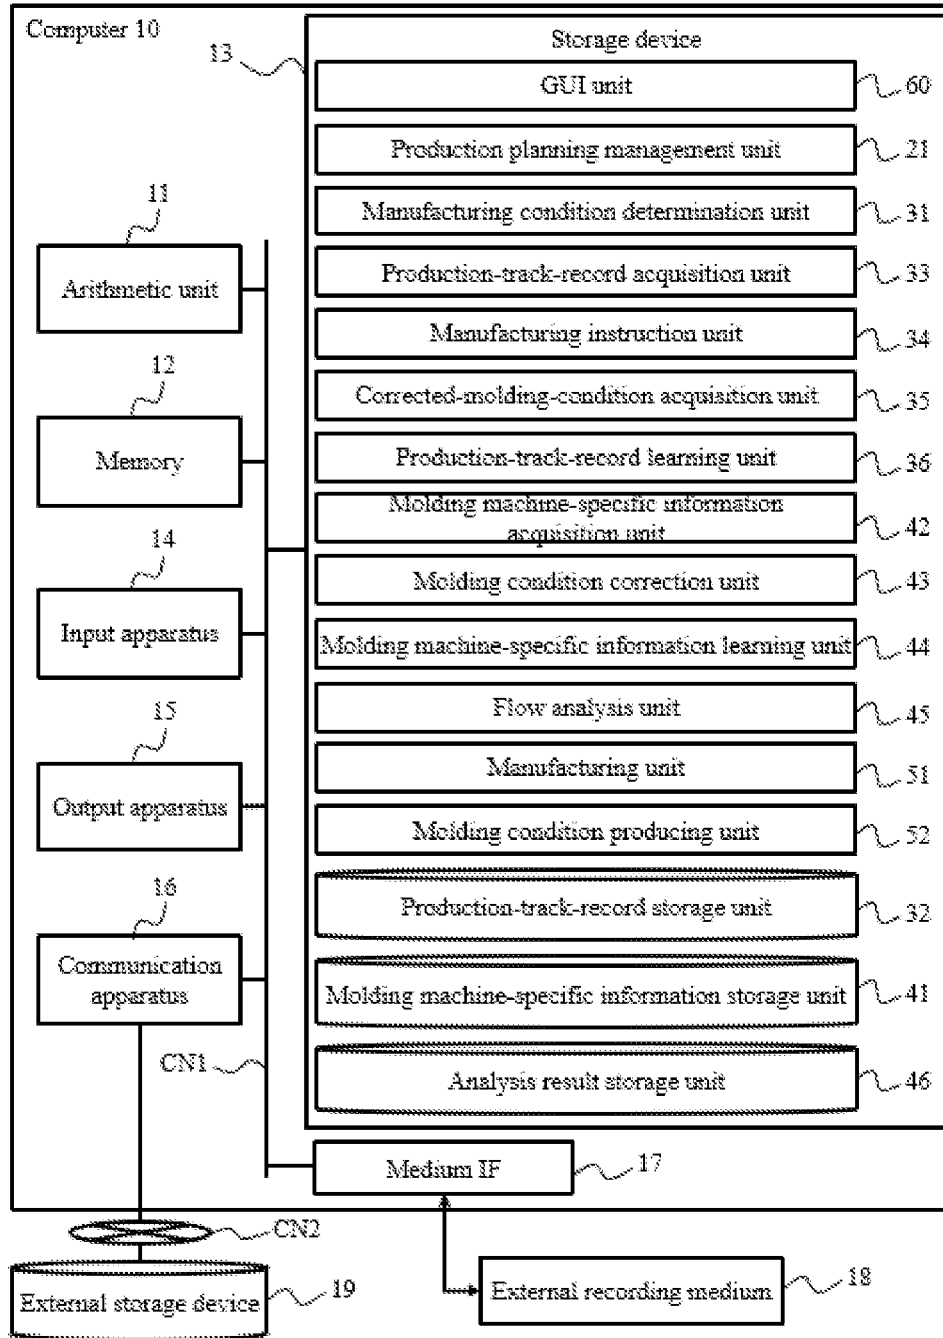 Computer 10
13
Storage device
GUI unit
60
Production planning management unit
21
Manufacturing condition determination unit
31
Production-track-record acquisition unit
33
Manufacturing instruction unit
34
Corrected-molding-condition acquisition unit
35
Production-track-record learning unit
36
Molding machine-specific information
acquisition unit
42
Molding condition correction unit
43
Molding machine-specific information learning unit
44
Flow analysis unit
45
Manufacturing unit
51
Molding condition producing unit
52
Production-track-record storage unit
32
Molding machine-specific information storage unit
41
Analysis result storage unit
46
11
Arithmetic unit
12
Memory
14
Input apparatus
15
Output apparatus
16
Communication
apparatus
CN1
Medium IF
17
CN2
External storage device
19
External recording medium
18